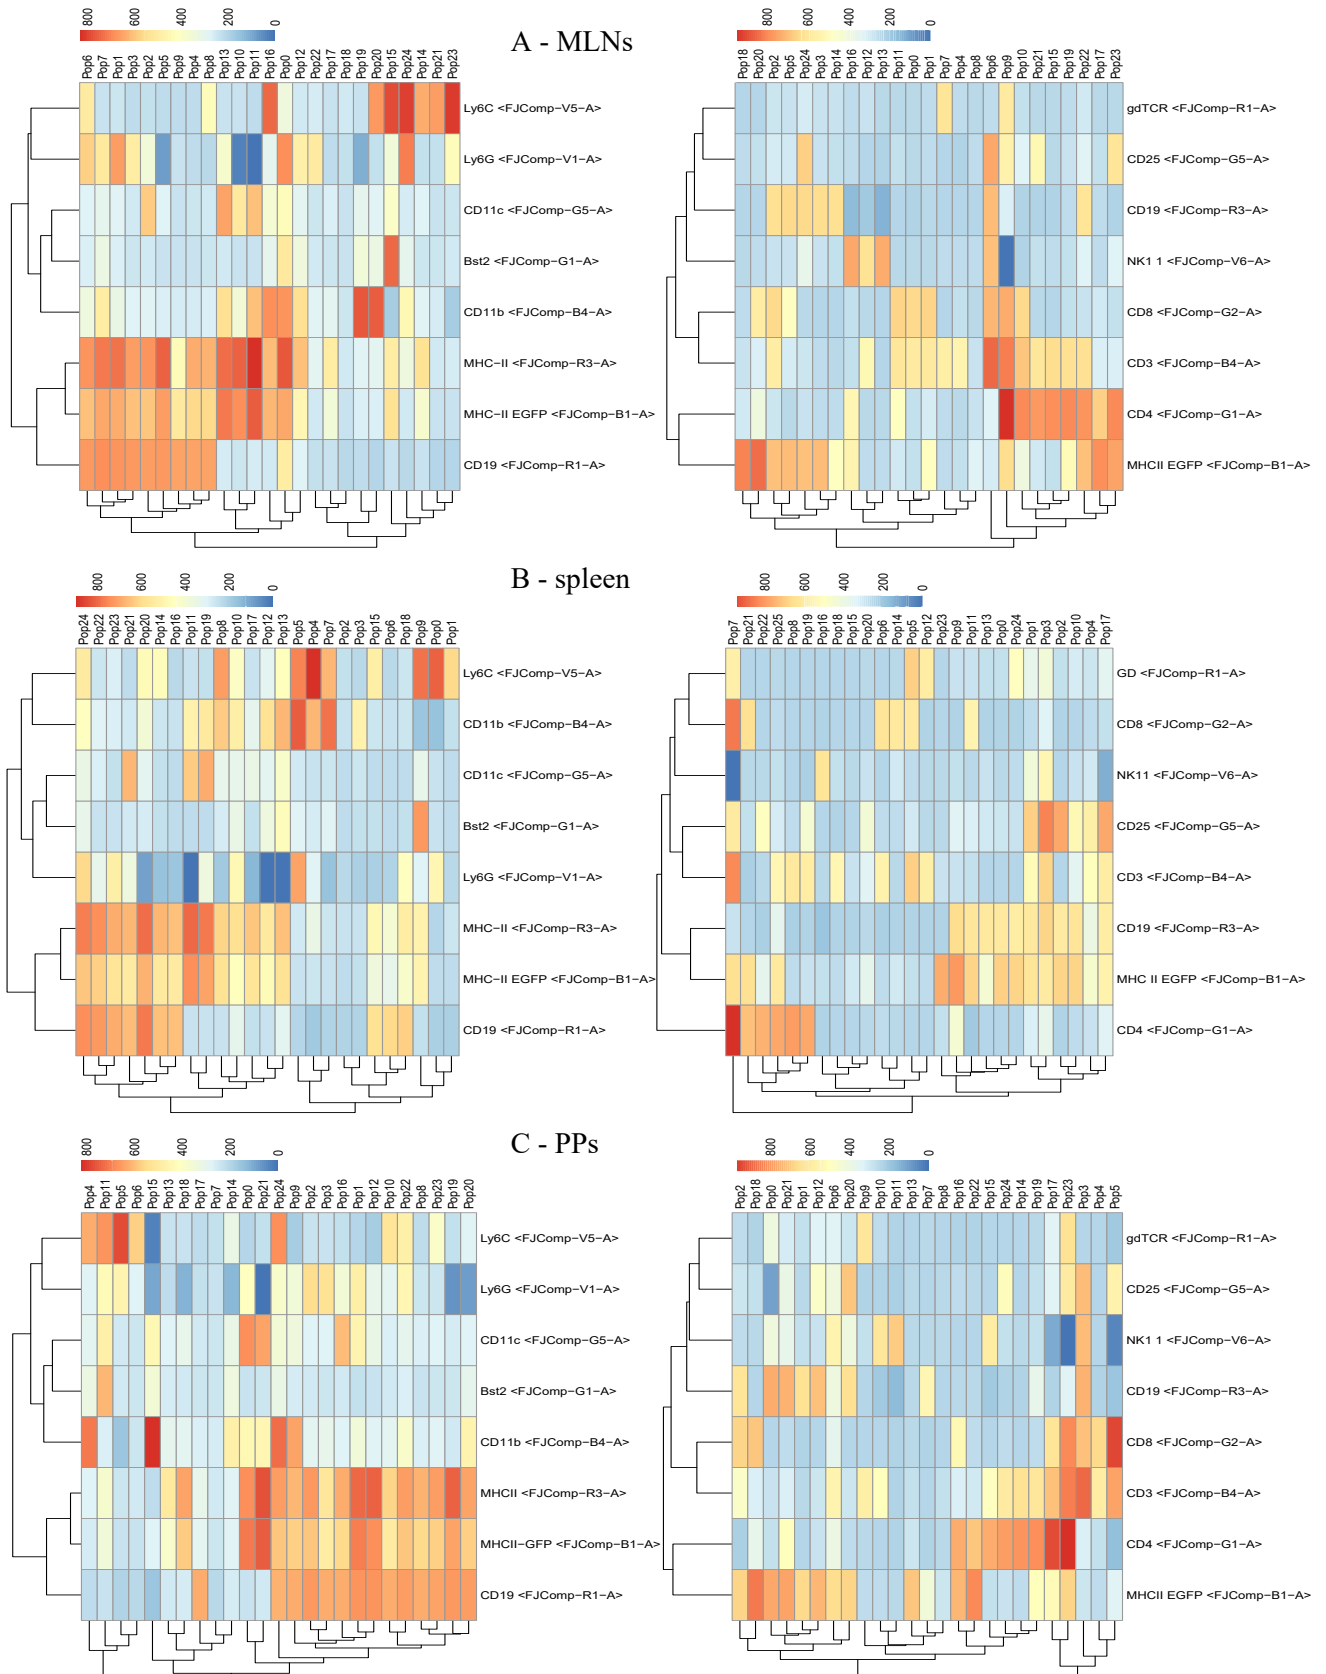 A - MLNs
800 600 400 200 0
Pop6 Pop7 Pop1 Pop3 Pop2 Pop5 Pop9 Pop4 Pop8 Pop13 Pop10 Pop11 Pop16 Pop0 Pop12 Pop22 Pop17 Pop18 Pop19 Pop20 Pop15 Pop24 Pop14 Pop21 Pop23
Ly6C <FJComp-V5-A>
Ly6G <FJComp-V1-A>
CD11c <FJComp-G5-A>
Bst2 <FJComp-G1-A>
CD11b <FJComp-B4-A>
MHC-II <FJComp-R3-A>
MHC-II EGFP <FJComp-B1-A>
CD19 <FJComp-R1-A>
800 600 400 200 0
Pop18 Pop20 Pop2 Pop5 Pop24 Pop3 Pop14 Pop16 Pop12 Pop13 Pop11 Pop0 Pop1 Pop7 Pop4 Pop8 Pop6 Pop9 Pop10 Pop21 Pop15 Pop19 Pop22 Pop17 Pop23
gdTCR <FJComp-R1-A>
CD25 <FJComp-G5-A>
CD19 <FJComp-R3-A>
NK1 1 <FJComp-V6-A>
CD8 <FJComp-G2-A>
CD3 <FJComp-B4-A>
CD4 <FJComp-G1-A>
MHCII EGFP <FJComp-B1-A>
B - spleen
800 600 400 200 0
Pop24 Pop22 Pop23 Pop21 Pop20 Pop14 Pop16 Pop11 Pop19 Pop8 Pop10 Pop17 Pop12 Pop13 Pop5 Pop4 Pop7 Pop2 Pop3 Pop15 Pop6 Pop18 Pop9 Pop0 Pop1
Ly6C <FJComp-V5-A>
CD11b <FJComp-B4-A>
CD11c <FJComp-G5-A>
Bst2 <FJComp-G1-A>
Ly6G <FJComp-V1-A>
MHC-II <FJComp-R3-A>
MHC-II EGFP <FJComp-B1-A>
CD19 <FJComp-R1-A>
800 600 400 200 0
Pop7 Pop21 Pop22 Pop25 Pop8 Pop19 Pop16 Pop18 Pop15 Pop20 Pop6 Pop14 Pop5 Pop12 Pop23 Pop9 Pop11 Pop13 Pop0 Pop24 Pop1 Pop3 Pop2 Pop10 Pop4 Pop17
GD <FJComp-R1-A>
CD8 <FJComp-G2-A>
NK11 <FJComp-V6-A>
CD25 <FJComp-G5-A>
CD3 <FJComp-B4-A>
CD19 <FJComp-R3-A>
MHC II EGFP <FJComp-B1-A>
CD4 <FJComp-G1-A>
C - PPs
800 600 400 200 0
Pop4 Pop11 Pop5 Pop6 Pop15 Pop13 Pop18 Pop17 Pop7 Pop14 Pop0 Pop21 Pop24 Pop9 Pop2 Pop3 Pop16 Pop1 Pop12 Pop10 Pop22 Pop8 Pop23 Pop19 Pop20
Ly6C <FJComp-V5-A>
Ly6G <FJComp-V1-A>
CD11c <FJComp-G5-A>
Bst2 <FJComp-G1-A>
CD11b <FJComp-B4-A>
MHCII <FJComp-R3-A>
MHCII-GFP <FJComp-B1-A>
CD19 <FJComp-R1-A>
800 600 400 200 0
Pop2 Pop18 Pop0 Pop21 Pop1 Pop12 Pop6 Pop20 Pop9 Pop10 Pop11 Pop13 Pop7 Pop8 Pop16 Pop22 Pop15 Pop24 Pop14 Pop19 Pop17 Pop23 Pop3 Pop4 Pop5
gdTCR <FJComp-R1-A>
CD25 <FJComp-G5-A>
NK1 1 <FJComp-V6-A>
CD19 <FJComp-R3-A>
CD8 <FJComp-G2-A>
CD3 <FJComp-B4-A>
CD4 <FJComp-G1-A>
MHCII EGFP <FJComp-B1-A>